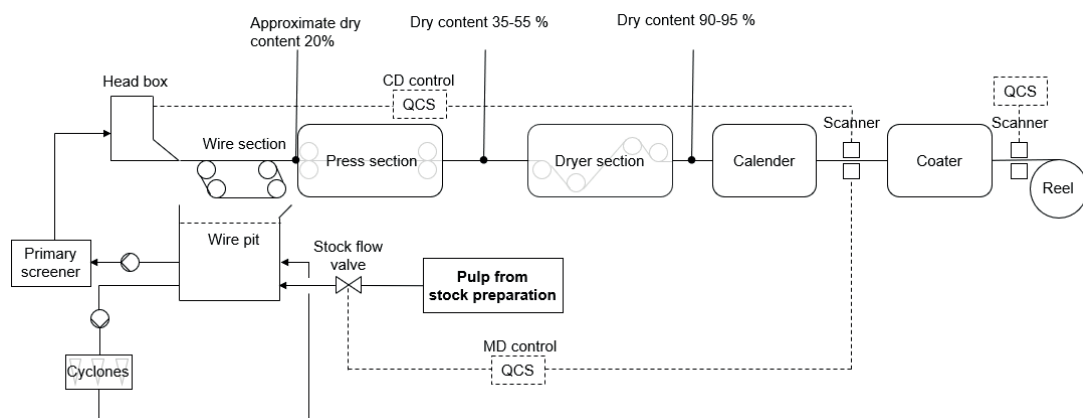 Approximate dry
content 20%
Dry content 35-55 %
Dry content 90-95 %
Head box
CD control
QCS
QCS
Scanner
Scanner
Wire section
Press section
Dryer section
Calender
Coater
Reel
Wire pit
Primary
screener
Stock flow
valve
Pulp from
stock preparation
MD control
QCS
Cyclones